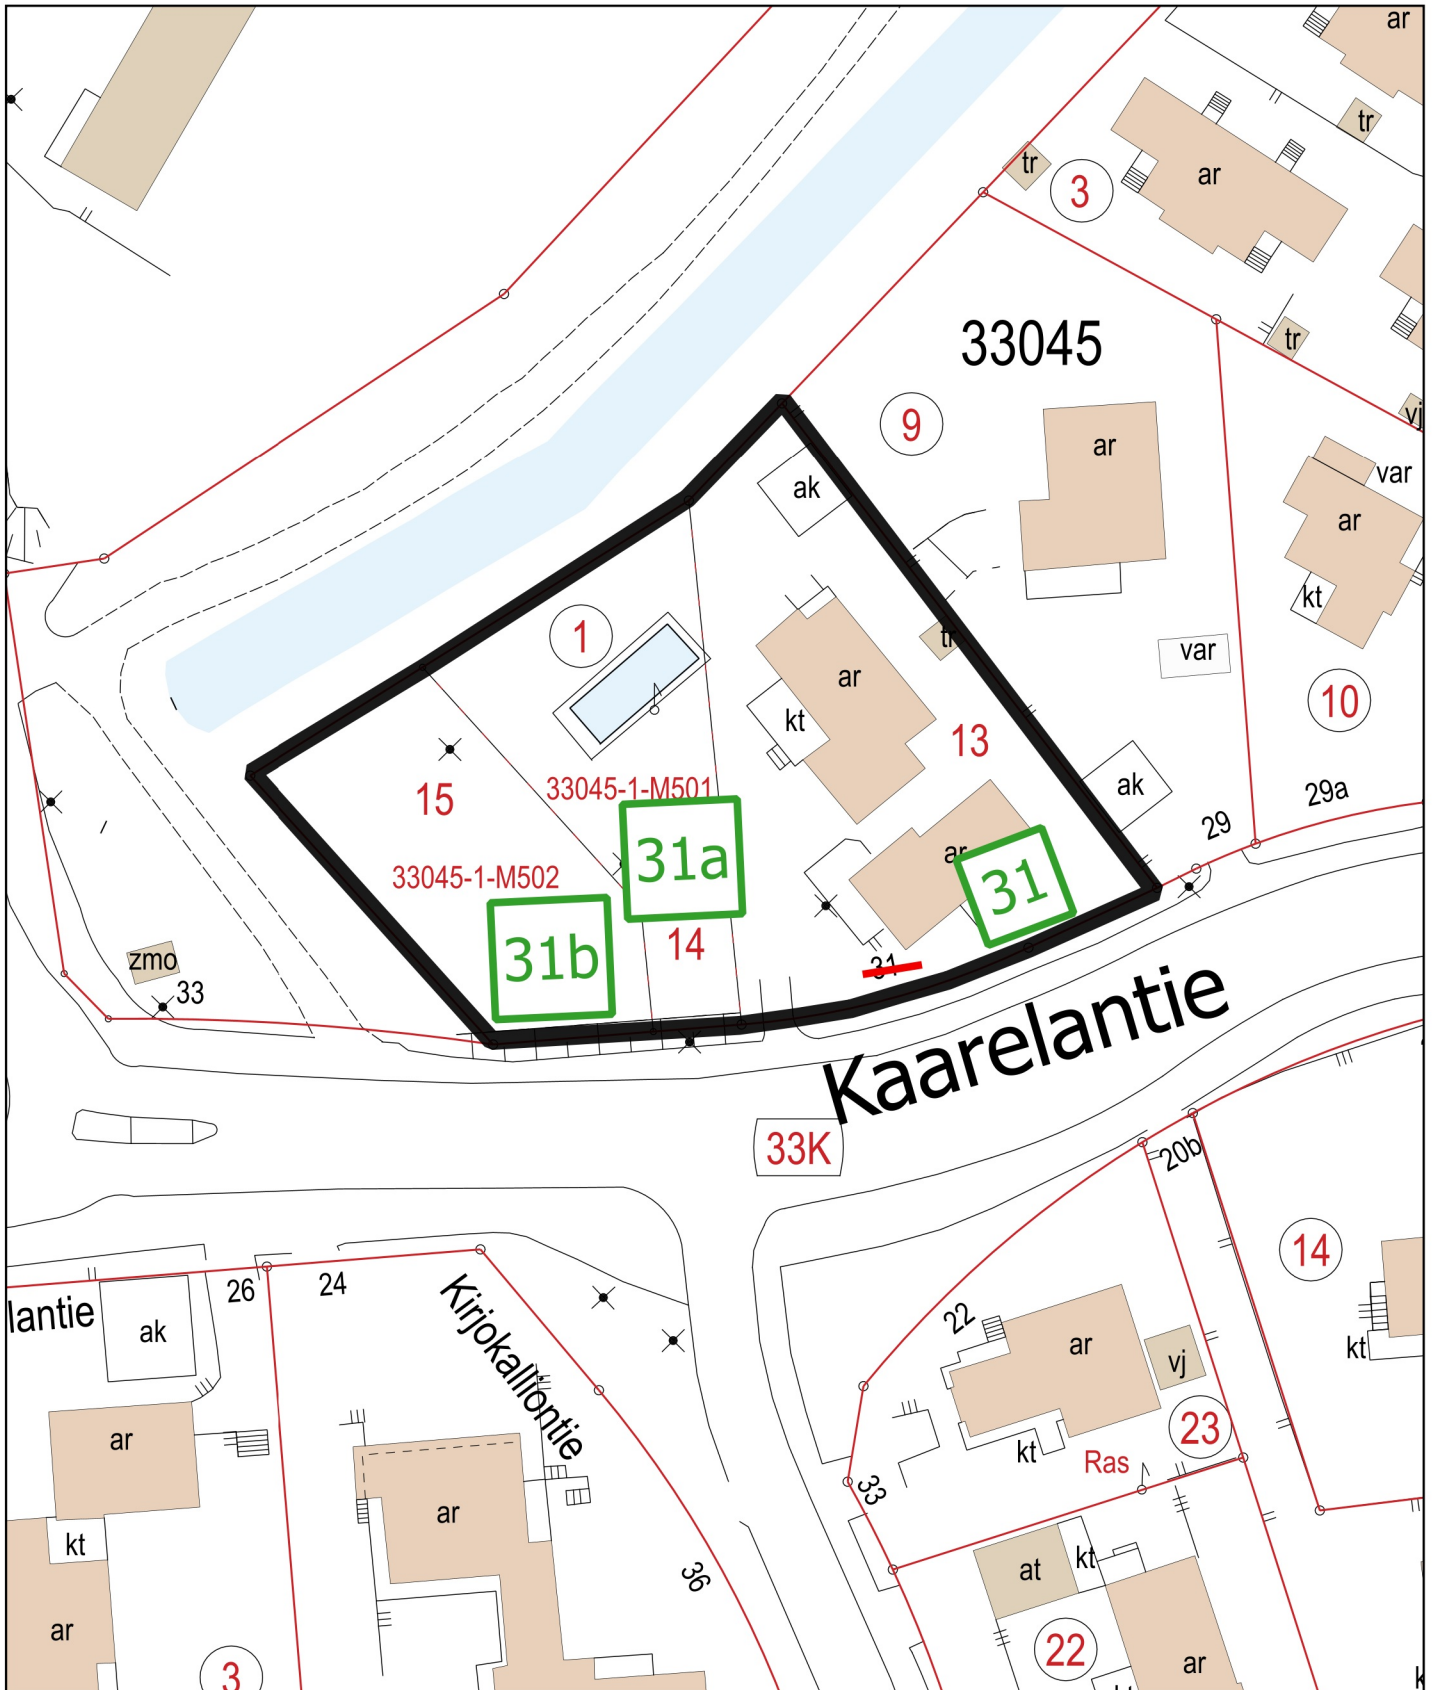 ar
tr
tr
3
ar
33045
tr
9
vj
ar
var
ak
ar
kt
1
tr
var
ar
10
kt
13
15
33045-1-M501
ak
29a
29
31a
ar
31
33045-1-M502
14
31b
31
zmo
33
Kaarelantie
33K
20b
14
26
24
lantie
ak
Kirjokalliontie
22
ar
vj
kt
23
kt
Ras
ar
33
ar
kt
36
at
kt
ar
22
3
ar
kt